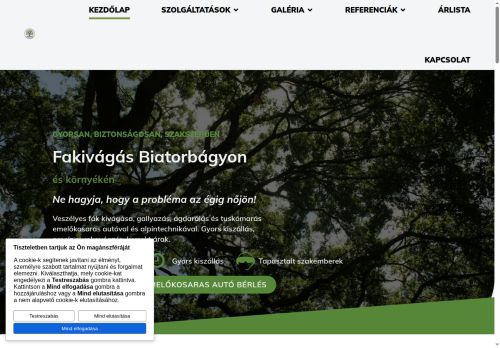 KEZDŐLAP
SZOLGÁLTATÁSOK
GALÉRIA
REFERENCIÁK
ÁRLISTA
KAPCSOLAT
GYORSAN, BIZTONSÁGOSAN, SZAKSZERŰEN
Fakivágás Biatorbágyon
és környékén
Ne hagyja, hogy a probléma az égig nőjön!
Veszélyes fák kivágása, gallyazás, ágdarálás és tuskómarás
emelőkosaras autóval és alpintechnikával. Gyors kiszállás,
árak.
Gyors kiszállás
Tapasztalt szakemberek
EMELŐKOSARAS AUTÓ BÉRLÉS
Tiszteletben tartjuk az Ön magánszféráját
A cookie-k segítenek javítani az élményt,
személyre szabott tartalmat nyújtani és forgalmat
elemezni. Kiválaszthatja, mely cookie-kat
engedélyezi a Testreszabás gombra kattintva.
Kattintson a Mind elfogadása gombra a
hozzájáruláshoz vagy a Mind elutasítása gombra a
nem alapvető cookie-k elutasításához.
Testreszabás
Mind elutasítása
Mind elfogadása